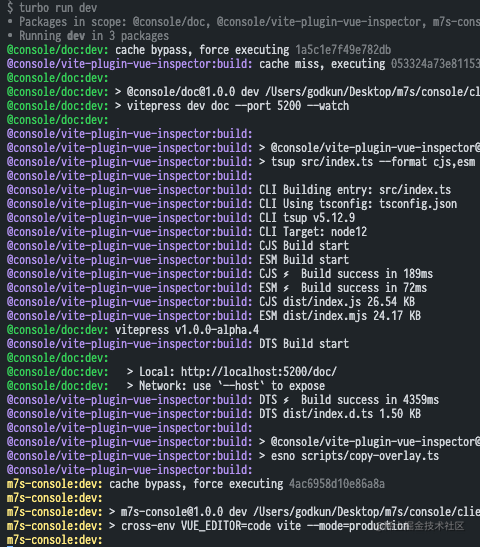 $ turbo run dev
• Packages in scope: @console/doc, @console/vite-plugin-vue-inspector, m7s-cons
• Running dev in 3 packages
@console/doc:dev: cache bypass, force executing 1a5c1e7f49e782db
@console/vite-plugin-vue-inspector:build: cache miss, executing 053324a73e81153
@console/doc:dev:
@console/doc:dev: > @console/doc@1.0.0 dev /Users/godkun/Desktop/m7s/console/cli
@console/doc:dev: > vitepress dev doc --port 5200 --watch
@console/doc:dev:
@console/vite-plugin-vue-inspector:build:
@console/vite-plugin-vue-inspector:build: > @console/vite-plugin-vue-inspector@
@console/vite-plugin-vue-inspector:build: > tsup src/index.ts --format cjs,esm
@console/vite-plugin-vue-inspector:build:
@console/vite-plugin-vue-inspector:build: CLI Building entry: src/index.ts
@console/vite-plugin-vue-inspector:build: CLI Using tsconfig: tsconfig.json
@console/vite-plugin-vue-inspector:build: CLI tsup v5.12.9
@console/vite-plugin-vue-inspector:build: CLI Target: node12
@console/vite-plugin-vue-inspector:build: CJS Build start
@console/vite-plugin-vue-inspector:build: ESM Build start
@console/vite-plugin-vue-inspector:build: CJS ⚡ Build success in 189ms
@console/vite-plugin-vue-inspector:build: ESM ⚡ Build success in 72ms
@console/vite-plugin-vue-inspector:build: CJS dist/index.js 26.54 KB
@console/vite-plugin-vue-inspector:build: ESM dist/index.mjs 24.17 KB
@console/doc:dev: vitepress v1.0.0-alpha.4
@console/vite-plugin-vue-inspector:build: DTS Build start
@console/doc:dev:
@console/doc:dev:   > Local: http://localhost:5200/doc/
@console/doc:dev:   > Network: use `--host` to expose
@console/vite-plugin-vue-inspector:build: DTS ⚡ Build success in 4359ms
@console/vite-plugin-vue-inspector:build: DTS dist/index.d.ts 1.50 KB
@console/vite-plugin-vue-inspector:build:
@console/vite-plugin-vue-inspector:build: > @console/vite-plugin-vue-inspector@
@console/vite-plugin-vue-inspector:build: > esno scripts/copy-overlay.ts
@console/vite-plugin-vue-inspector:build:
m7s-console:dev: cache bypass, force executing 4ac6958d10e86a8a
m7s-console:dev:
m7s-console:dev: > m7s-console@1.0.0 dev /Users/godkun/Desktop/m7s/console/clie
m7s-console:dev: > cross-env VUE_EDITOR=code vite --mode=production
m7s-console:dev:
掘金技术社区